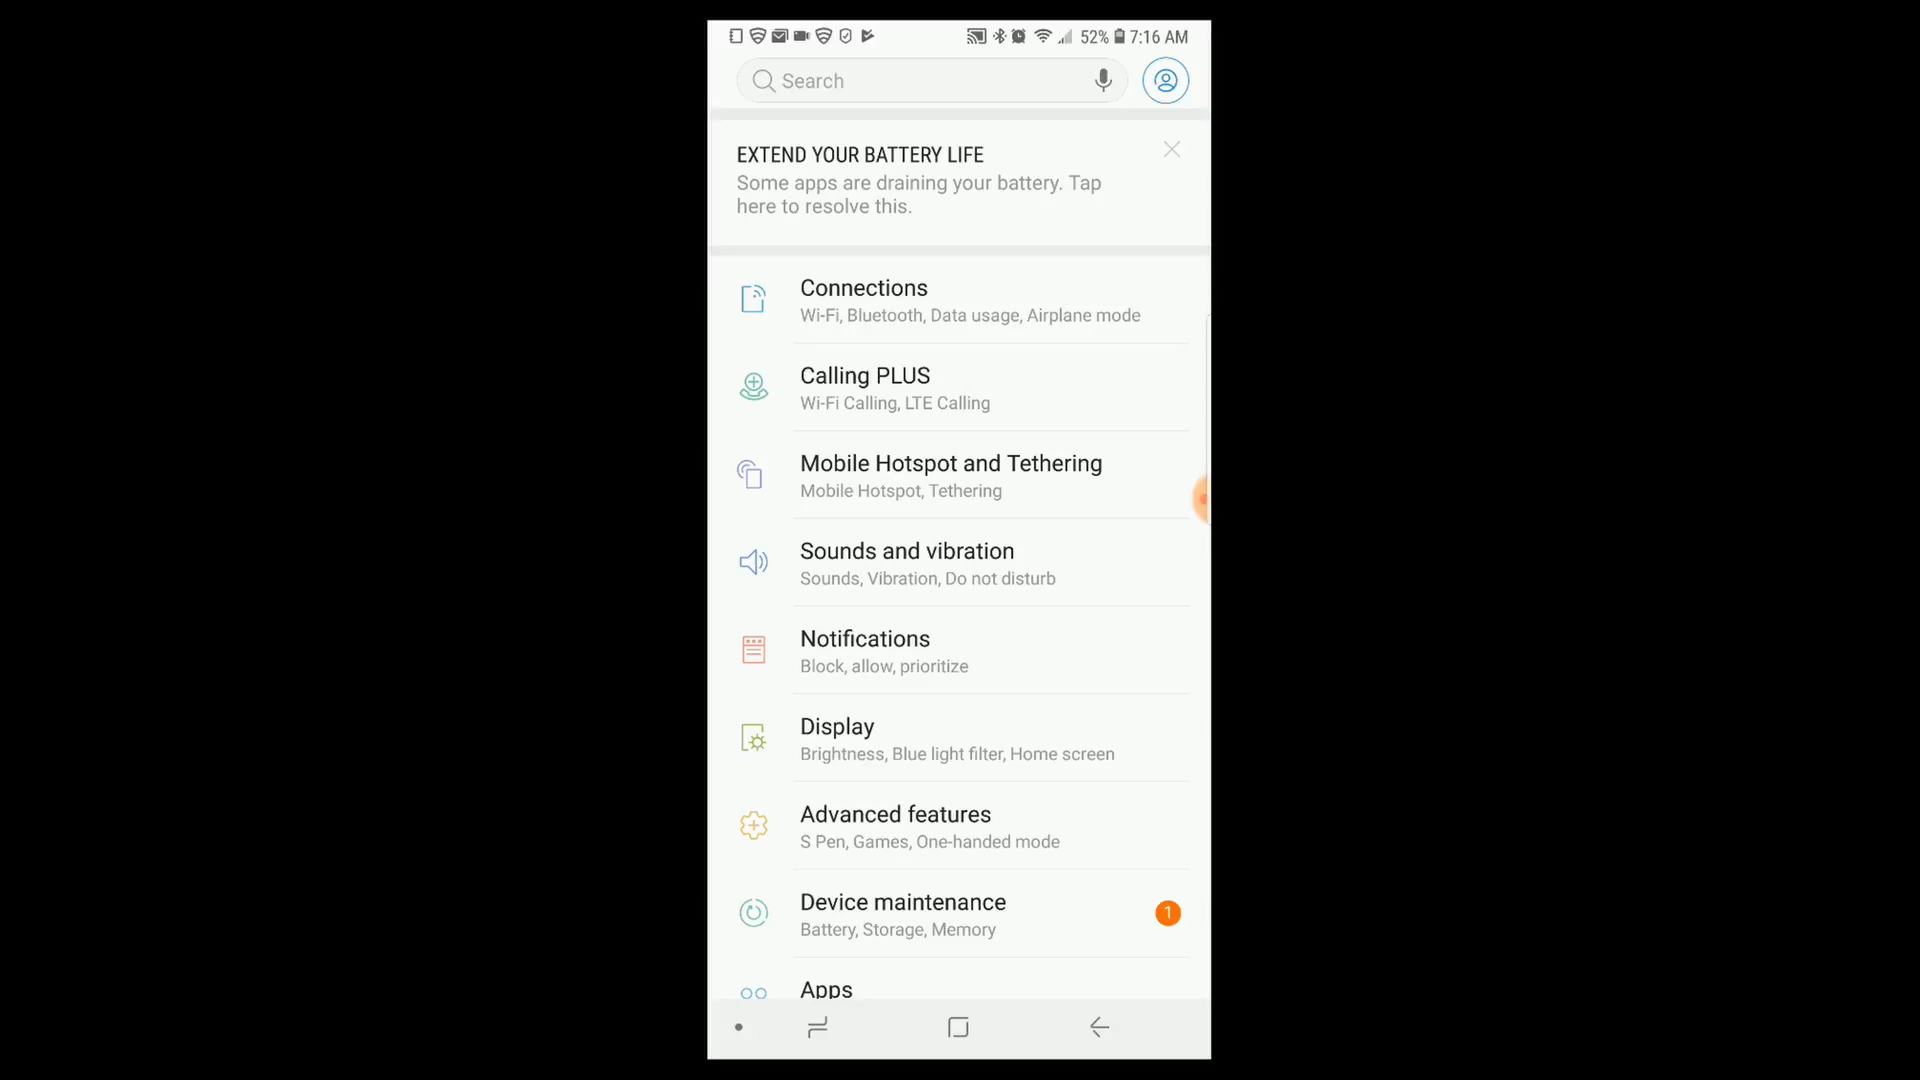 52% 7:16 AM
Search
EXTEND YOUR BATTERY LIFE
Some apps are draining your battery. Tap
here to resolve this.
Connections
Wi-Fi, Bluetooth, Data usage, Airplane mode
Calling PLUS
Wi-Fi Calling, LTE Calling
Mobile Hotspot and Tethering
Mobile Hotspot, Tethering
Sounds and vibration
Sounds, Vibration, Do not disturb
Notifications
Block, allow, prioritize
Display
Brightness, Blue light filter, Home screen
Advanced features
S Pen, Games, One-handed mode
Device maintenance
1
Battery, Storage, Memory
Apps